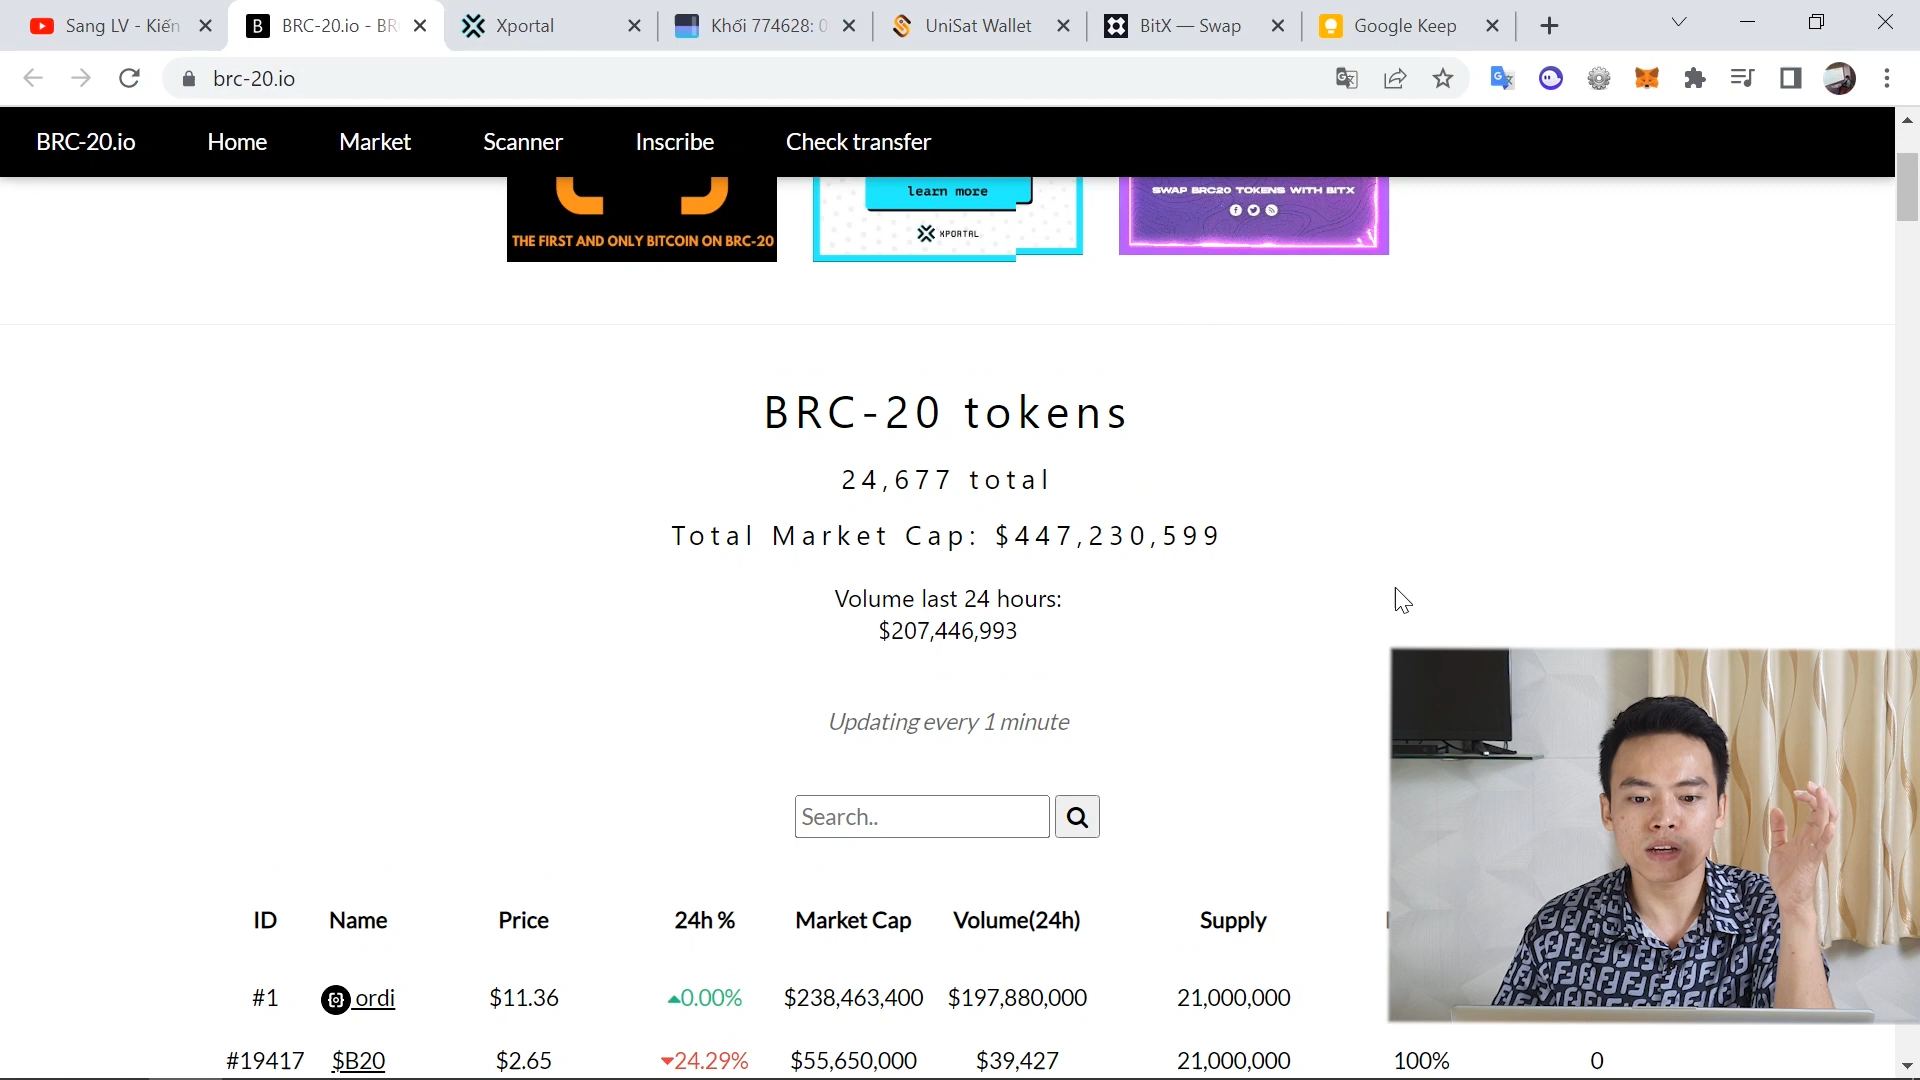 Sang LV - Kiến
BRC-20.io - BR
Xportal
Khối 774628: 0
UniSat Wallet
BitX — Swap
Google Keep
brc-20.io
BRC-20.io Home Market Scanner Inscribe Check transfer
THE FIRST AND ONLY BITCOIN ON BRC-20
learn more
XPORTAL
SWAP BRC20 TOKENS WITH BITX
BRC-20 tokens
24,677 total
Total Market Cap: $447,230,599
Volume last 24 hours:
$207,446,993
Updating every 1 minute
Search..
ID Name Price 24h % Market Cap Volume(24h) Supply
#1 ordi $11.36 ▲0.00% $238,463,400 $197,880,000 21,000,000
#19417 $B20 $2.65 ▼24.29% $55,650,000 $39,427 21,000,000 100% 0